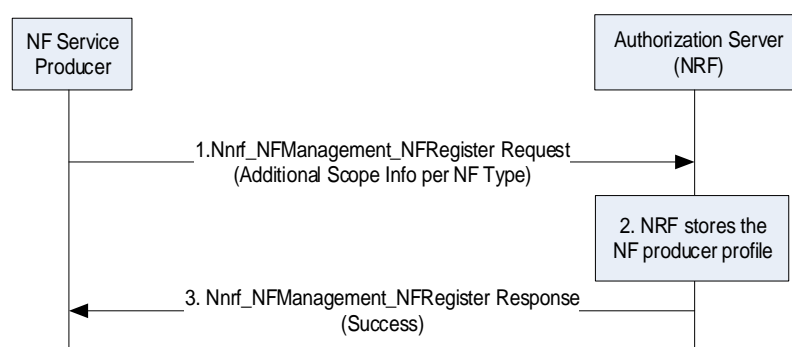 NF Service
Producer
Authorization Server
(NRF)
1.Nnrf_NFManagement_NFRegister Request
(Additional Scope Info per NF Type)
2. NRF stores the
NF producer profile
3. Nnrf_NFManagement_NFRegister Response
(Success)